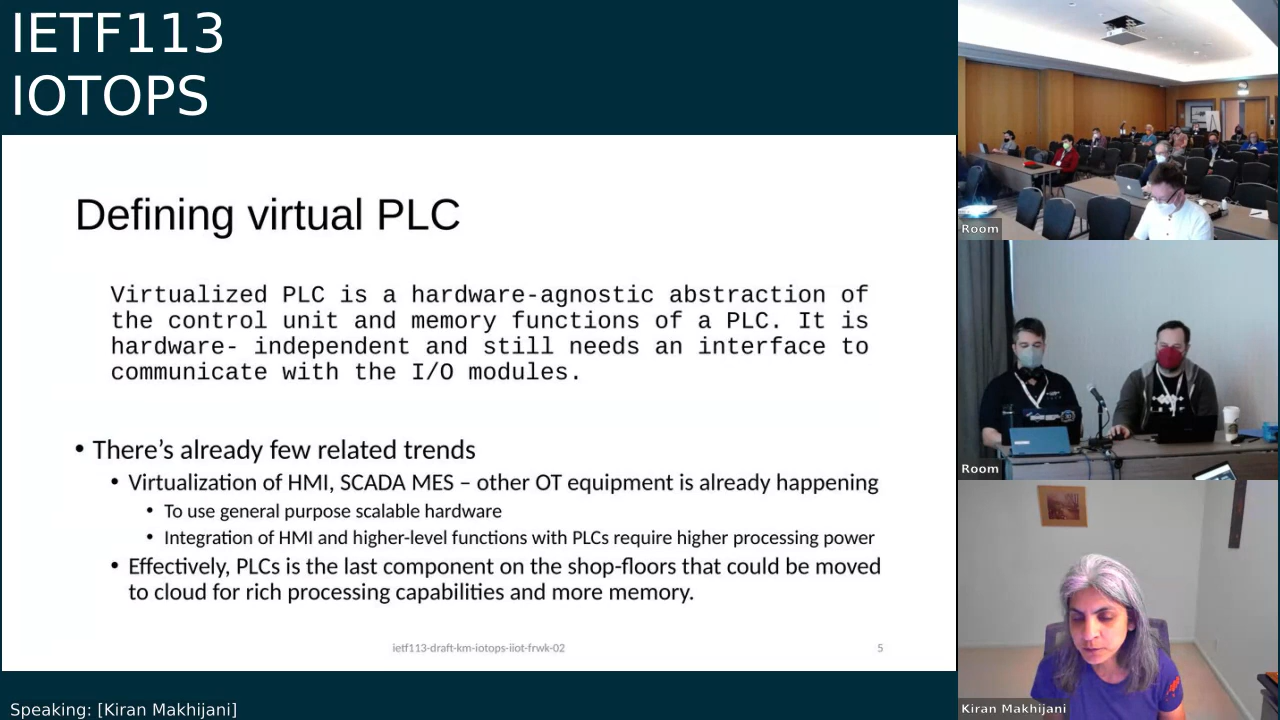 IETF113
IOTOPS
Defining virtual PLC
Virtualized PLC is a hardware-agnostic abstraction of
the control unit and memory functions of a PLC. It is
hardware- independent and still needs an interface to
communicate with the I/O modules.
• There’s already few related trends
• Virtualization of HMI, SCADA MES – other OT equipment is already happening
• To use general purpose scalable hardware
• Integration of HMI and higher-level functions with PLCs require higher processing power
• Effectively, PLCs is the last component on the shop-floors that could be moved
to cloud for rich processing capabilities and more memory.
ietf113-draft-km-iotops-iiot-frwk-02
5
Room
Room
Kiran Makhijani
Speaking: [Kiran Makhijani]